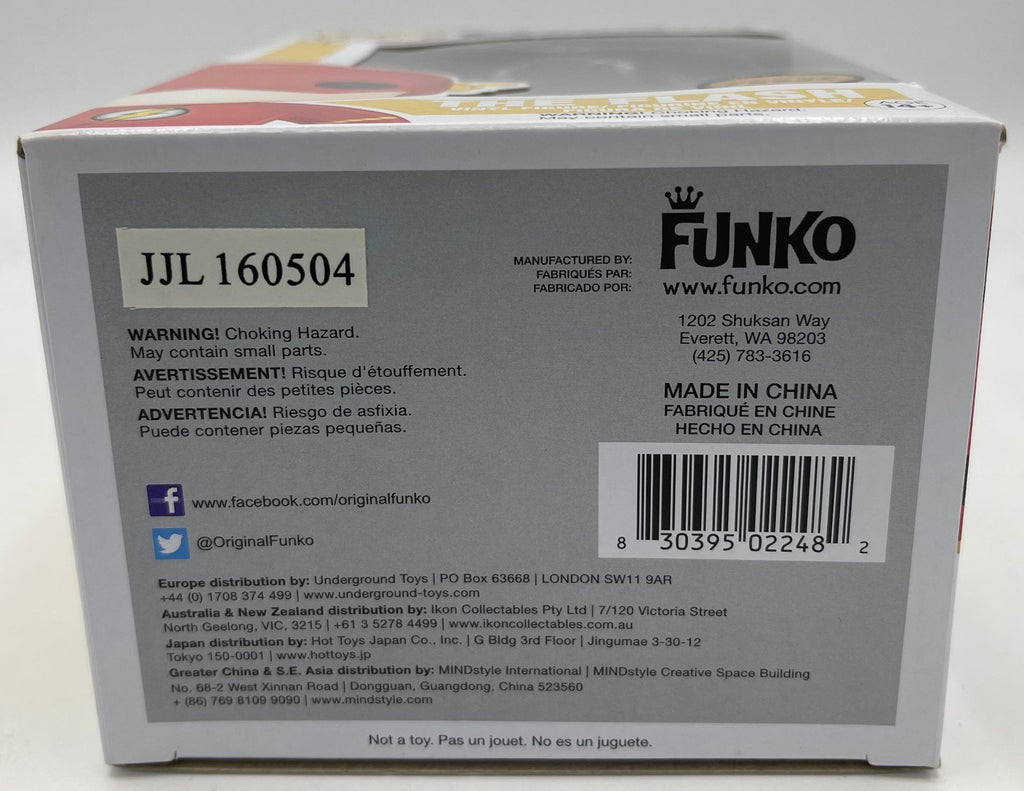 THE FLASH
WARNING
May contain small parts.
JJL 160504
WARNING! Choking Hazard.
May contain small parts.
AVERTISSEMENT! Risque d'étouffement.
Peut contenir des petites pièces.
ADVERTENCIA! Riesgo de asfixia.
Puede contener piezas pequeñas.
MANUFACTURED BY:
FABRIQUÉS PAR:
FABRICADO POR:
FUNKO
www.funko.com
1202 Shuksan Way
Everett, WA 98203
(425) 783-3616
MADE IN CHINA
FABRIQUÉ EN CHINE
HECHO EN CHINA
8 30395 02248 2
f www.facebook.com/originalfunko
@OriginalFunko
Europe distribution by: Underground Toys | PO Box 63668 | LONDON SW11 9AR
+44 (0) 1708 374 499 | www.underground-toys.com
Australia & New Zealand distribution by: Ikon Collectables Pty Ltd | 7/120 Victoria Street
North Geelong, VIC, 3215 | +61 3 5278 4499 | www.ikoncollectables.com.au
Japan distribution by: Hot Toys Japan Co., Inc. | G Bldg 3rd Floor | Jingumae 3-30-12
Tokyo 150-0001 | www.hottoys.jp
Greater China & S.E. Asia distribution by: MINDstyle International | MINDstyle Creative Space Building
No. 68-2 West Xinnan Road | Dongguan, Guangdong, China 523560
+ (86) 769 8109 9090 | www.mindstyle.com
Not a toy. Pas un jouet. No es un juguete.